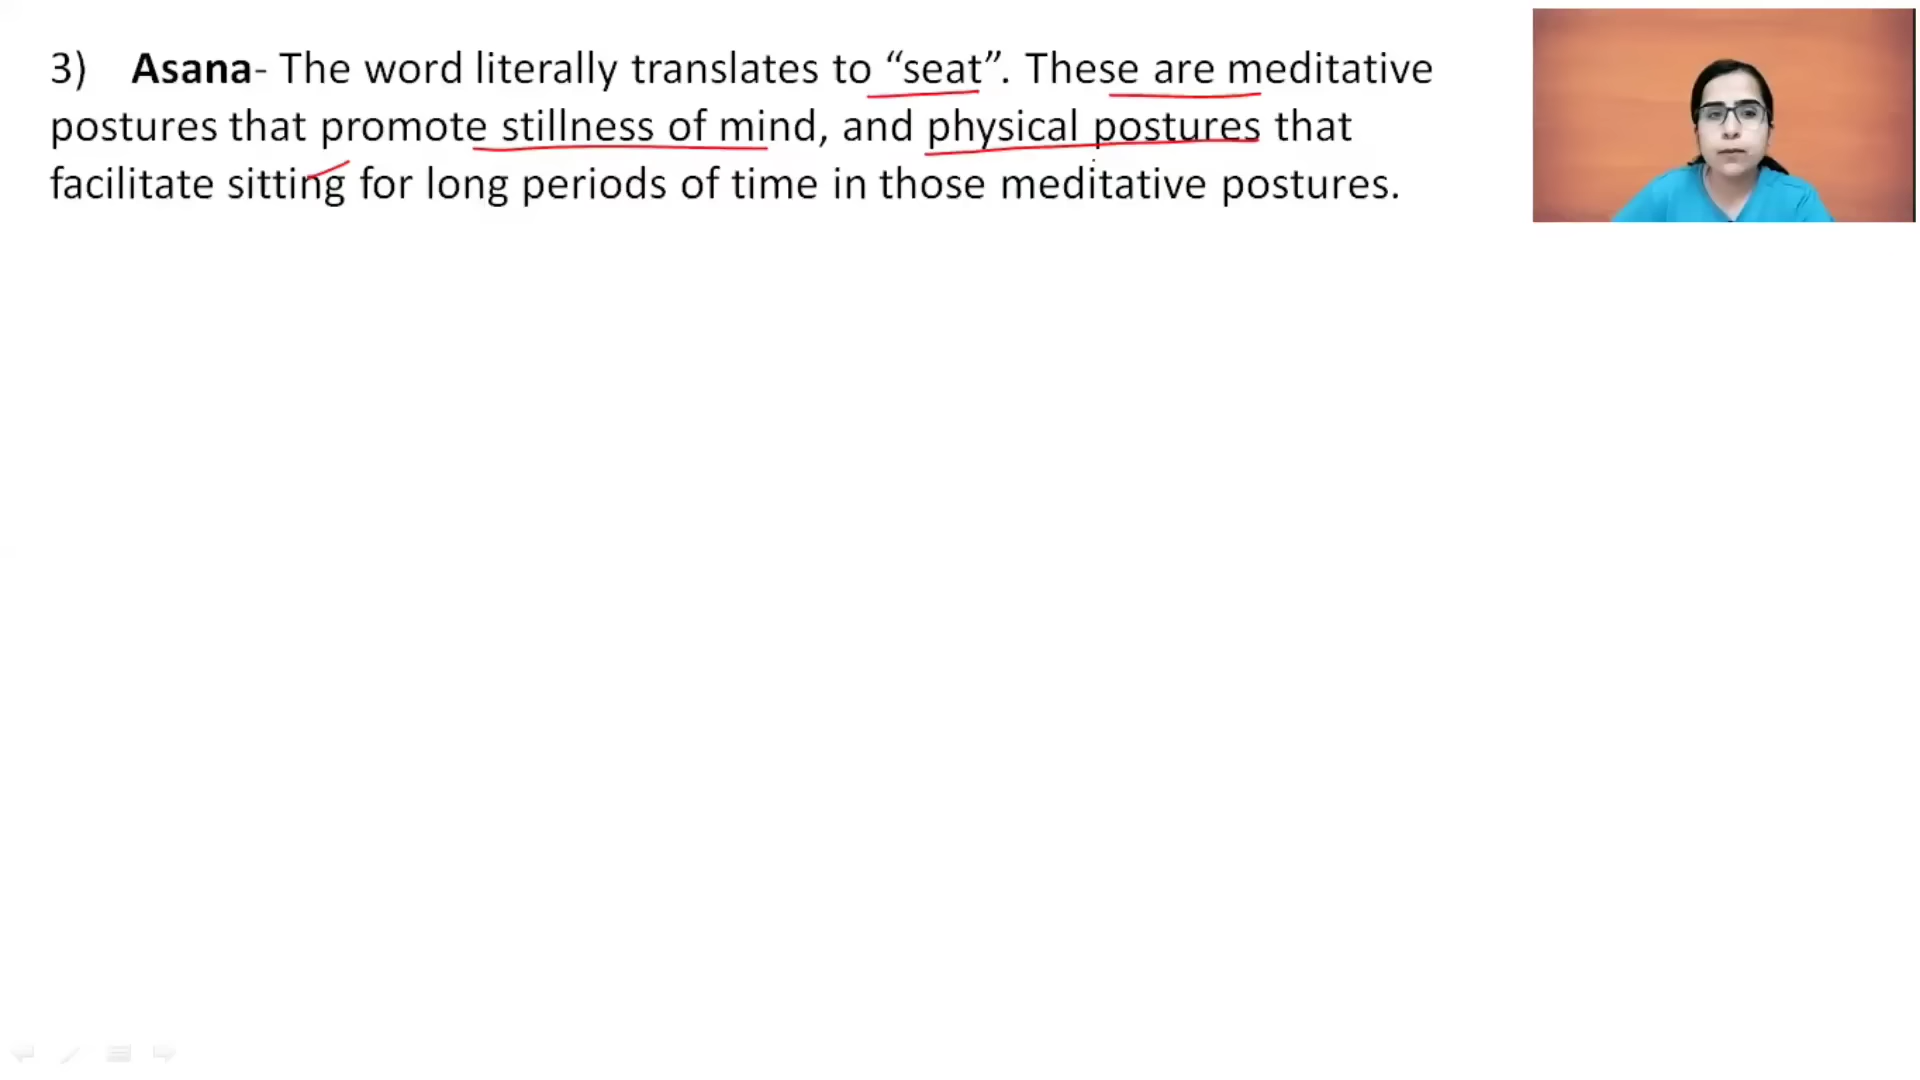 3) Asana- The word literally translates to “seat”. These are meditative
postures that promote stillness of mind, and physical postures that
facilitate sitting for long periods of time in those meditative postures.